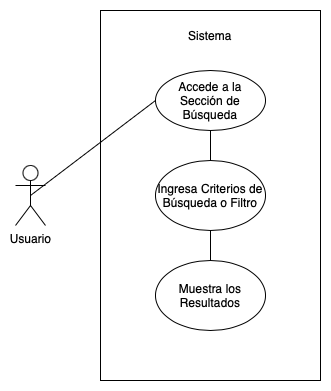 Sistema
Accede a la
Sección de
Búsqueda
Ingresa Criterios de
Búsqueda o Filtro
Usuario
Muestra los
Resultados